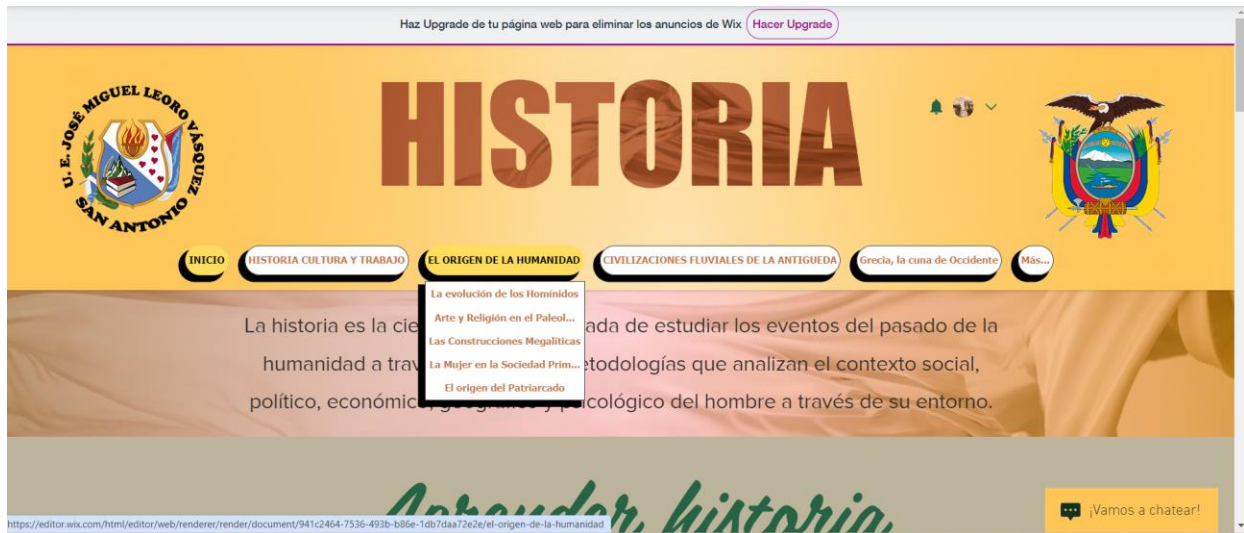 Haz Upgrade de tu página web para eliminar los anuncios de Wix Hacer Upgrade
U. E. JOSÉ MIGUEL LEORO VÁSQUEZ
SAN ANTONIO
HISTORIA
INICIO HISTORIA CULTURA Y TRABAJO EL ORIGEN DE LA HUMANIDAD CIVILIZACIONES FLUVIALES DE LA ANTIGUEDA Grecia, la cuna de Occidente Más...
La evolución de los Homínidos
Arte y Religión en el Paleol...
Las Construcciones Megalíticas
La Mujer en la Sociedad Prim...
El origen del Patriarcado
La historia es la cie ada de estudiar los eventos del pasado de la
humanidad a trav etodologías que analizan el contexto social,
político, económic del hombre a través de su entorno.
Aprender historia
https://editor.wix.com/html/editor/web/renderer/render/document/941c2464-7536-493b-b86e-1db7daa72e2e/el-origen-de-la-humanidad
¡Vamos a chatear!